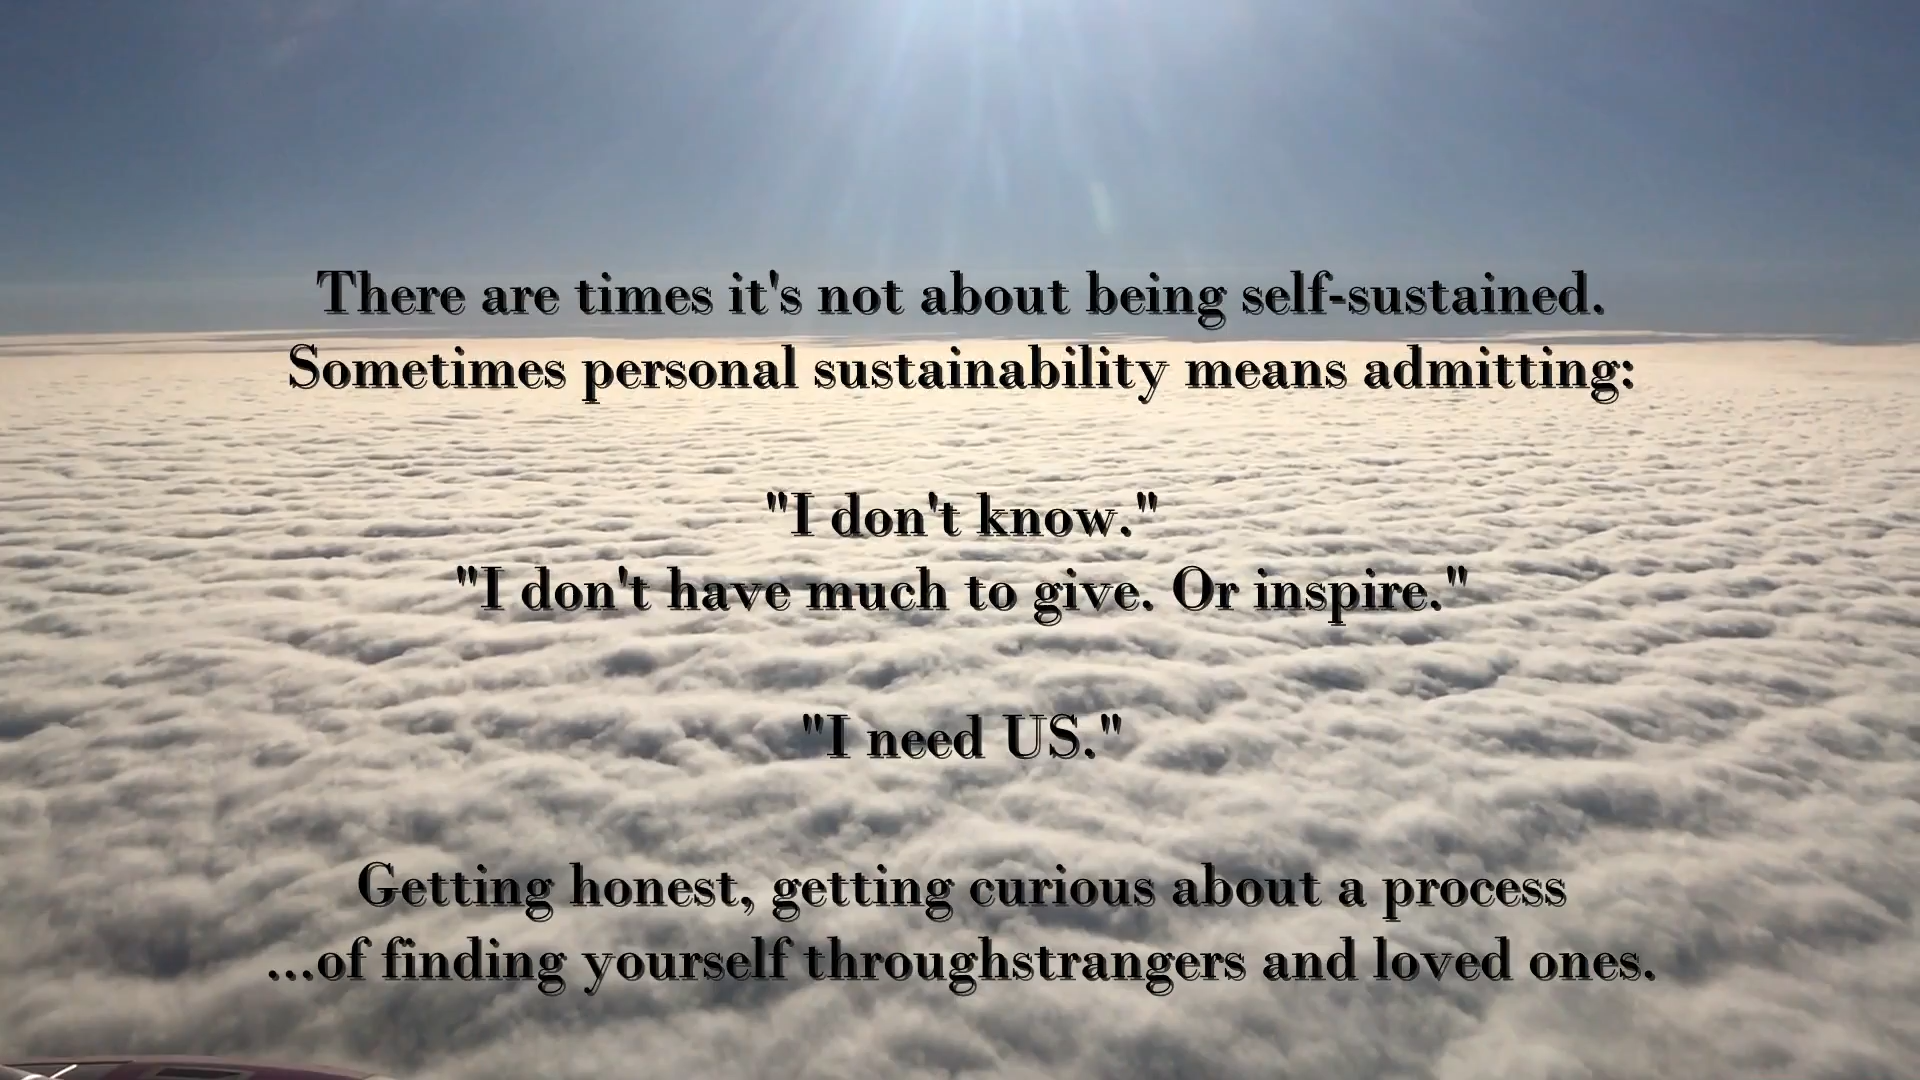 There are times it's not about being self-sustained.
Sometimes personal sustainability means admitting:
"I don't know."
"I don't have much to give. Or inspire."
"I need US."
Getting honest, getting curious about a process
...of finding yourself throughstrangers and loved ones.